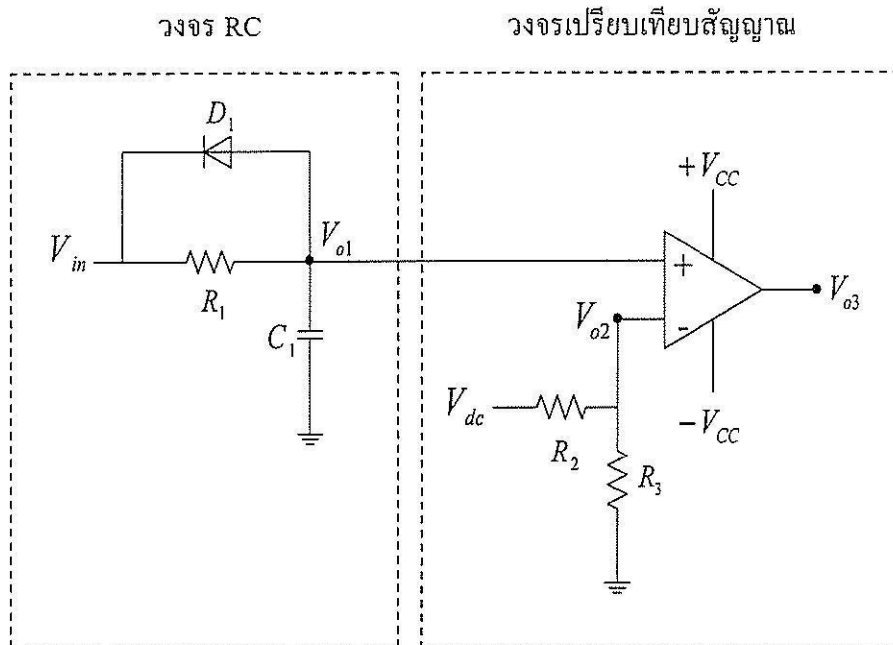 วงจร RC
วงจรเปรียบเทียบสัญญาณ
D1
+VCC
Vin
Vo1
R1
C1
+
Vo3
Vo2
-
Vdc
-VCC
R2
R3